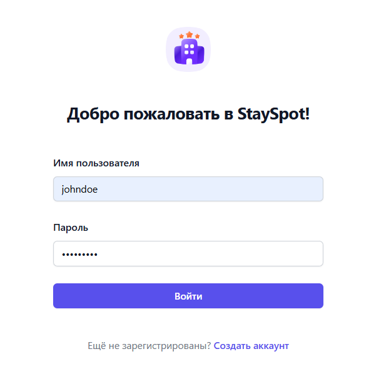 Добро пожаловать в StaySpot!
Имя пользователя
johndoe
Пароль
•••••••••
Войти
Ещё не зарегистрированы? Создать аккаунт